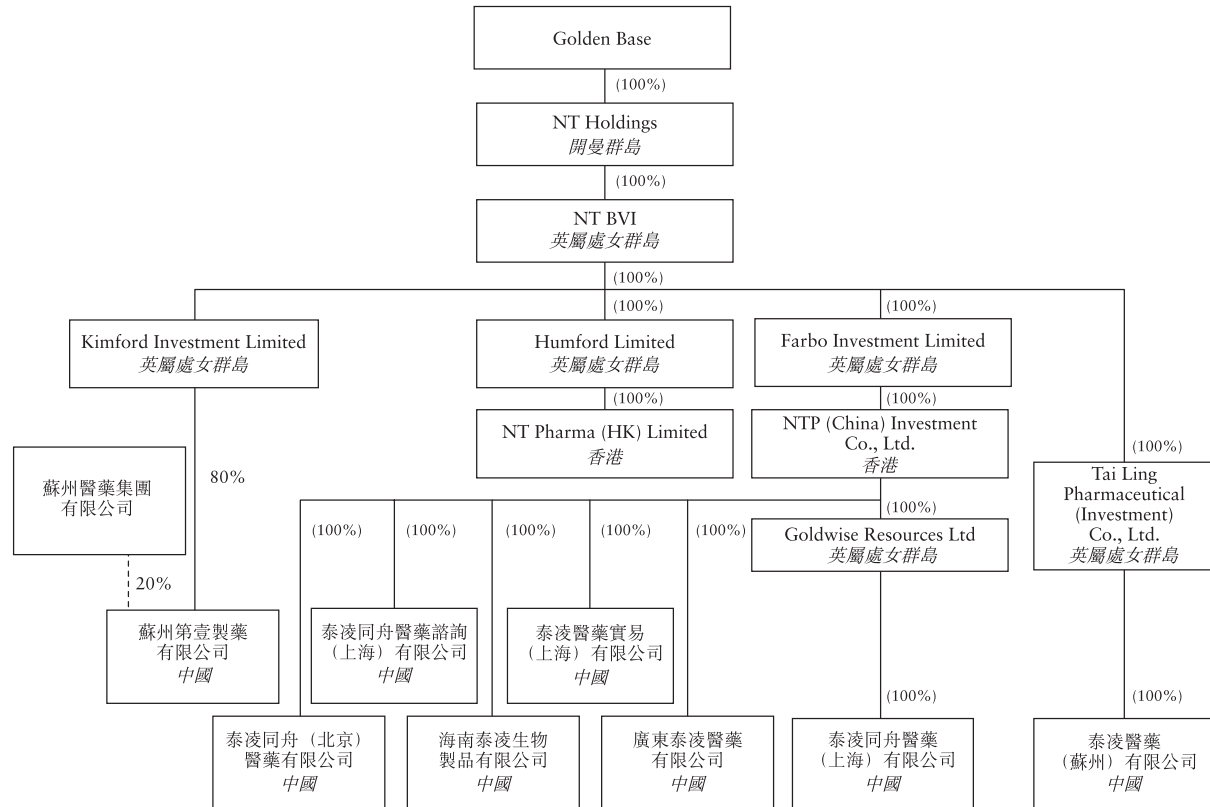 Golden Base
(100%)
NT Holdings
開曼群島
(100%)
NT BVI
英屬處女群島
(100%)
(100%)
(100%)
Kimford Investment Limited
英屬處女群島
Humford Limited
英屬處女群島
Farbo Investment Limited
英屬處女群島
(100%)
(100%)
NT Pharma (HK) Limited
香港
NTP (China) Investment
Co., Ltd.
香港
(100%)
80%
蘇州醫藥集團
有限公司
Tai Ling
Pharmaceutical
(Investment)
Co., Ltd.
英屬處女群島
(100%)
(100%)
(100%)
(100%)
(100%)
(100%)
Goldwise Resources Ltd
英屬處女群島
20%
蘇州第壹製藥
有限公司
中國
泰凌同舟醫藥諮詢
（上海）有限公司
中國
泰凌醫藥實易
（上海）有限公司
中國
(100%)
(100%)
泰凌同舟（北京）
醫藥有限公司
中國
海南泰凌生物
製品有限公司
中國
廣東泰凌醫藥
有限公司
中國
泰凌同舟醫藥
（上海）有限公司
中國
泰凌醫藥
（蘇州）有限公司
中國